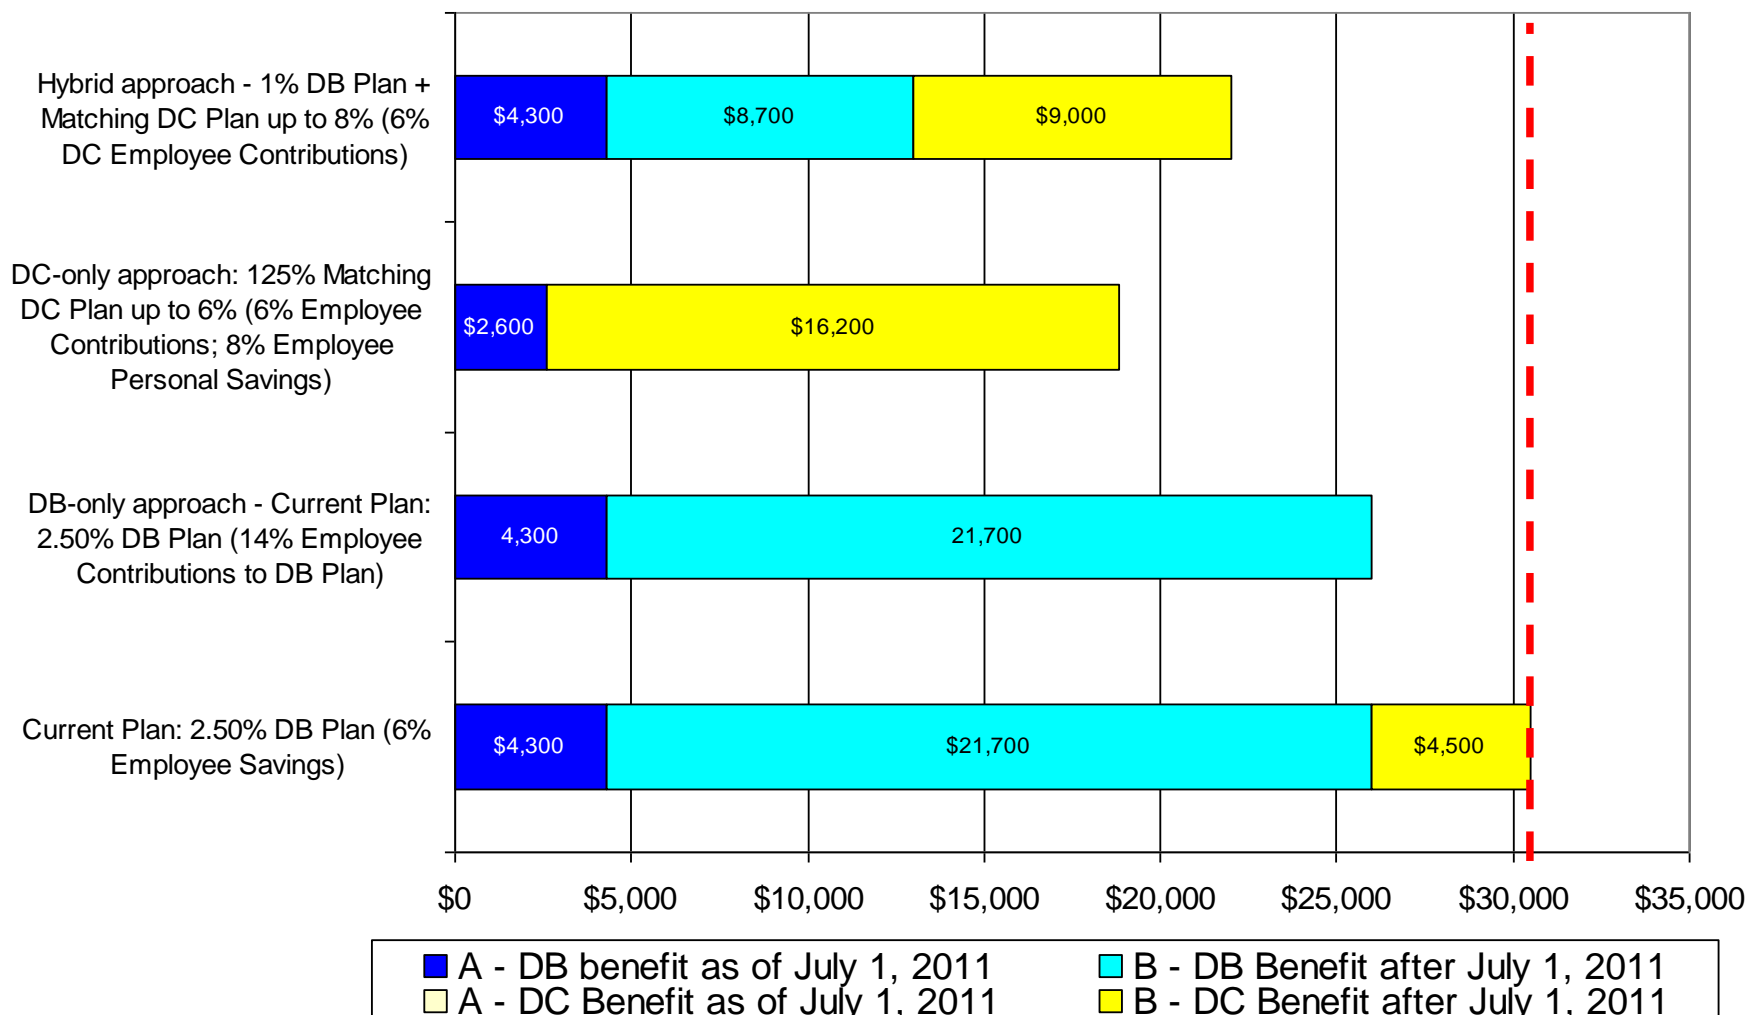 Hybrid approach - 1% DB Plan +
Matching DC Plan up to 8% (6%
DC Employee Contributions)
$4,300
$8,700
$9,000
DC-only approach: 125% Matching
DC Plan up to 6% (6% Employee
Contributions; 8% Employee
Personal Savings)
$2,600
$16,200
DB-only approach - Current Plan:
2.50% DB Plan (14% Employee
Contributions to DB Plan)
4,300
21,700
Current Plan: 2.50% DB Plan (6%
Employee Savings)
$4,300
$21,700
$4,500
$0
$5,000
$10,000
$15,000
$20,000
$25,000
$30,000
$35,000
A - DB benefit as of July 1, 2011
B - DB Benefit after July 1, 2011
A - DC Benefit as of July 1, 2011
B - DC Benefit after July 1, 2011